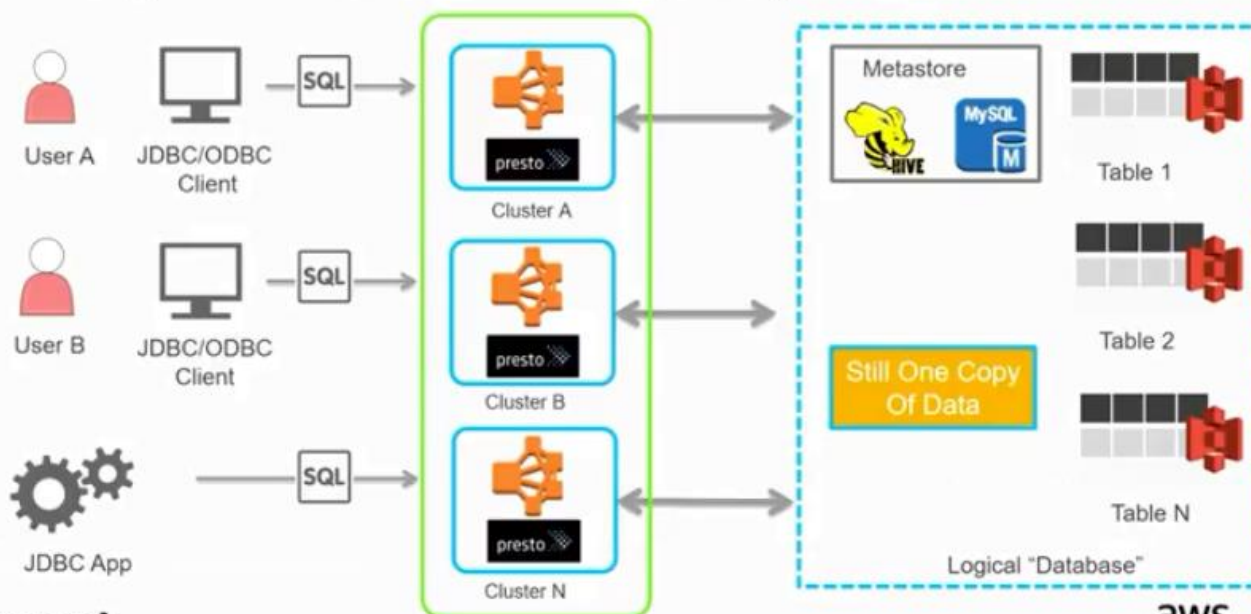 User A
JDBC/ODBC
Client
SQL
presto
Cluster A
User B
JDBC/ODBC
Client
SQL
presto
Cluster B
JDBC App
SQL
presto
Cluster N
Metastore
HIVE
MySQL
M
Table 1
Table 2
Still One Copy
Of Data
Table N
Logical “Database”
aws